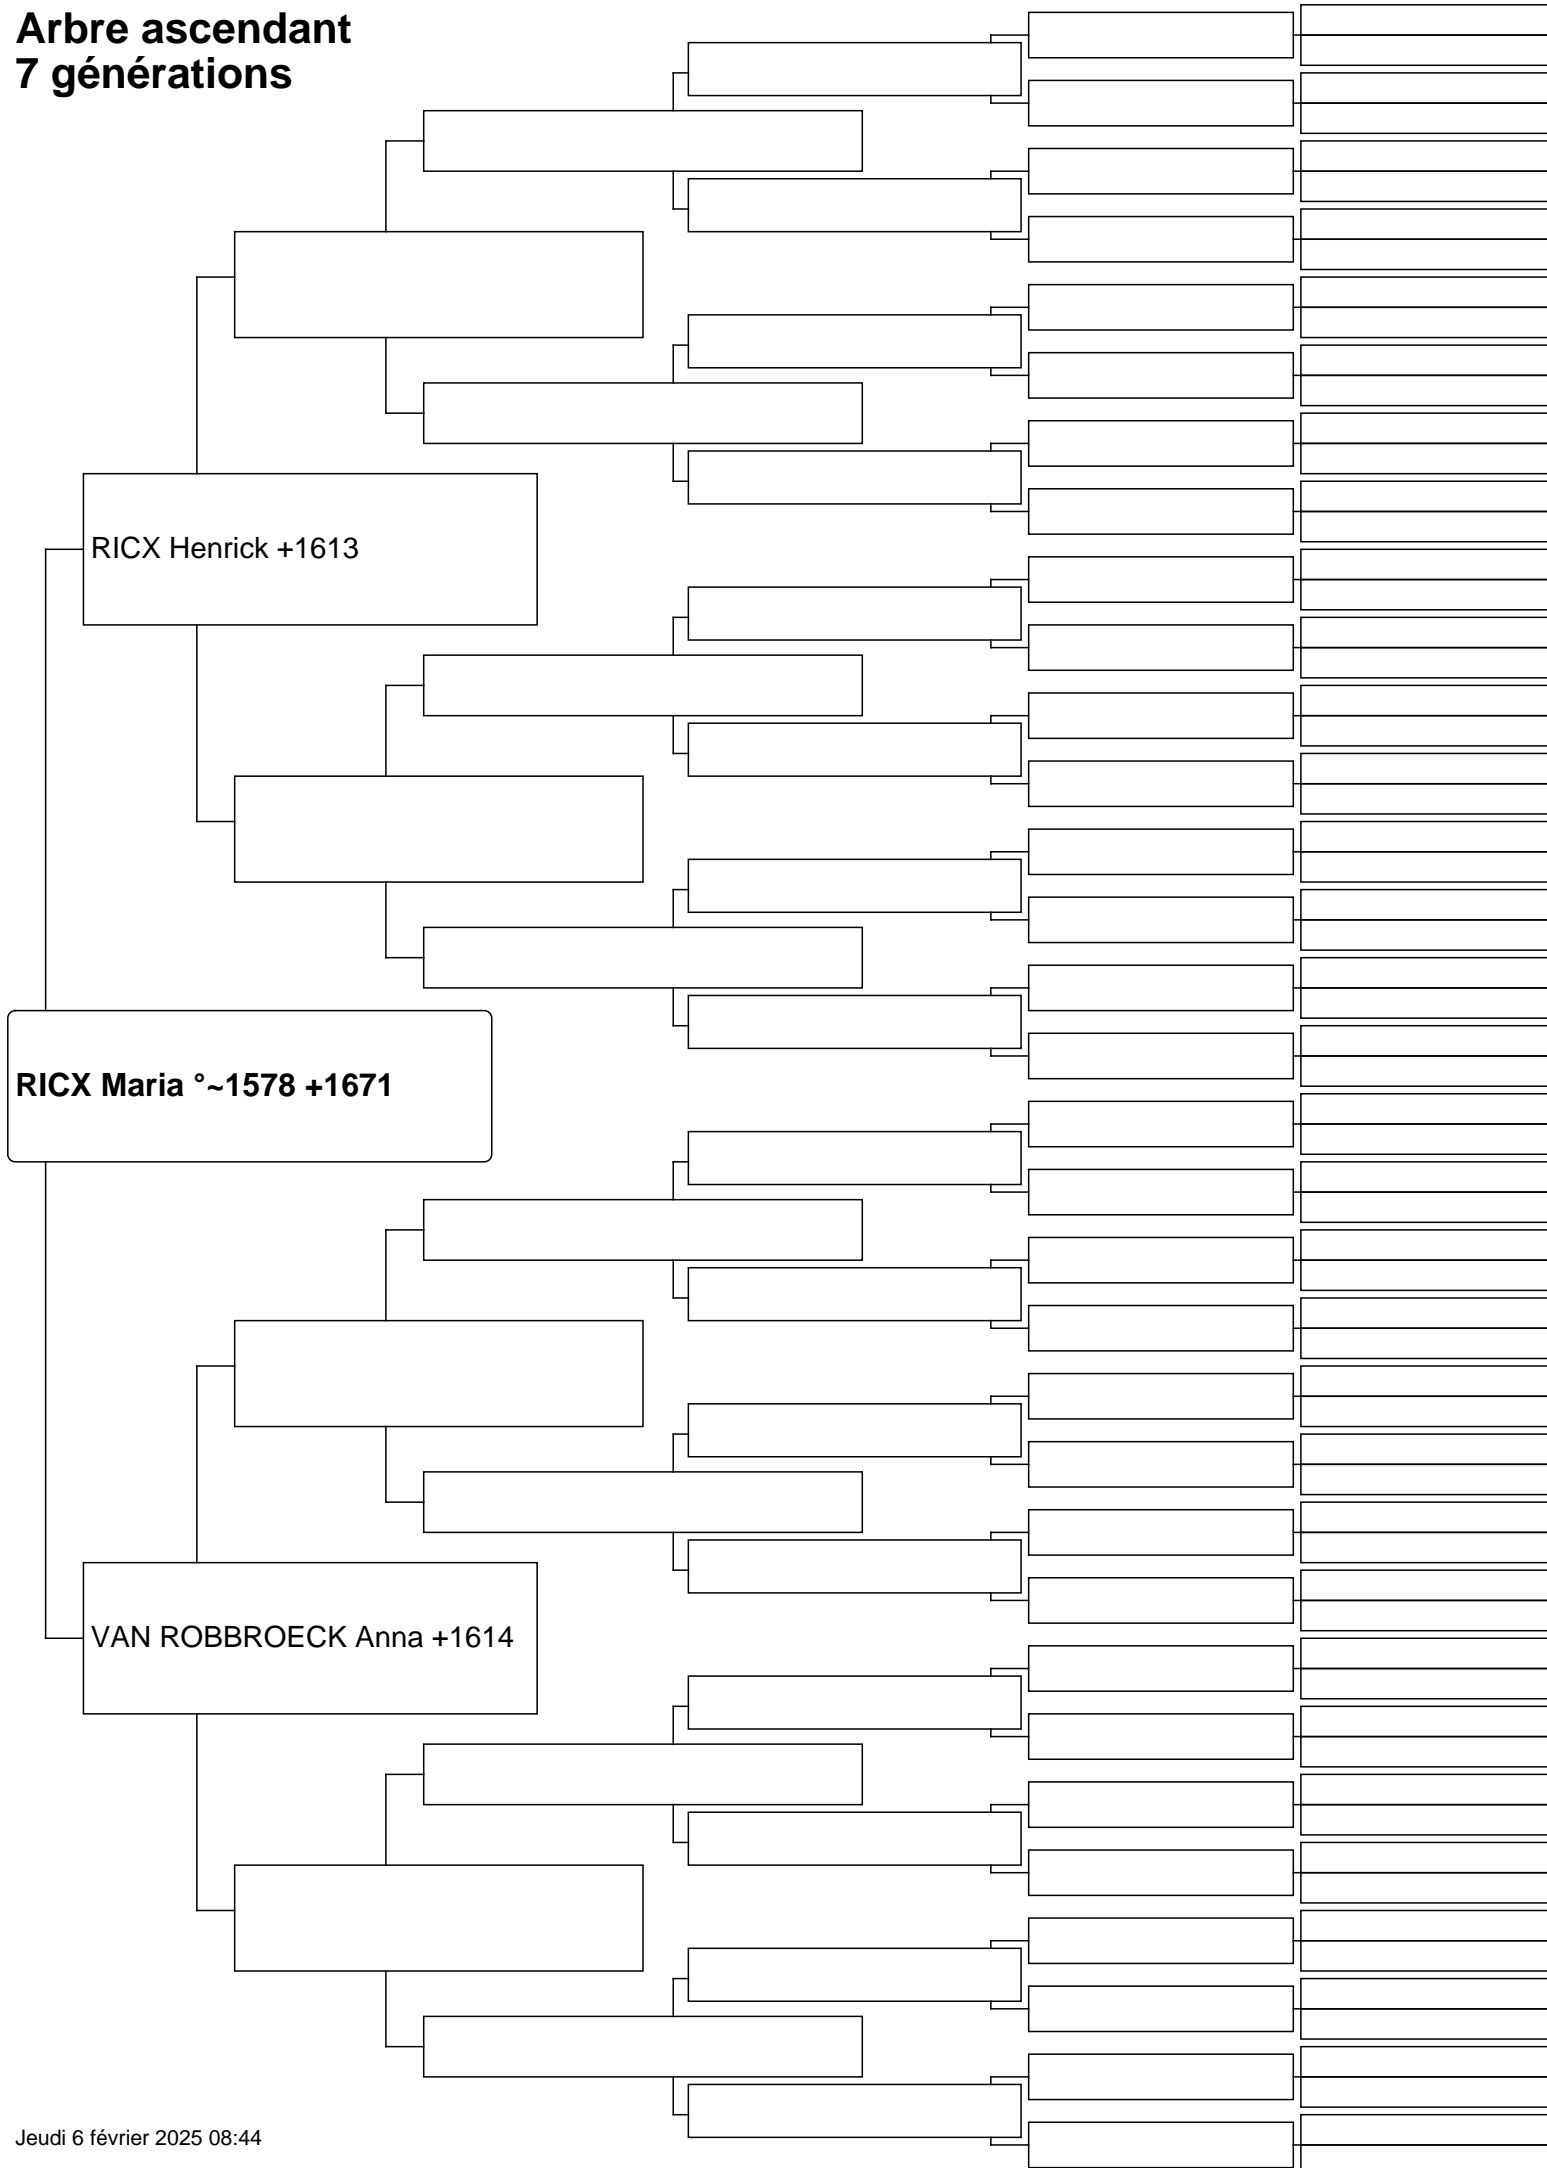 Arbre ascendant
7 générations
RICX Henrick +1613
RICX Maria °~1578 +1671
VAN ROBBROECK Anna +1614
Jeudi 6 février 2025 08:44